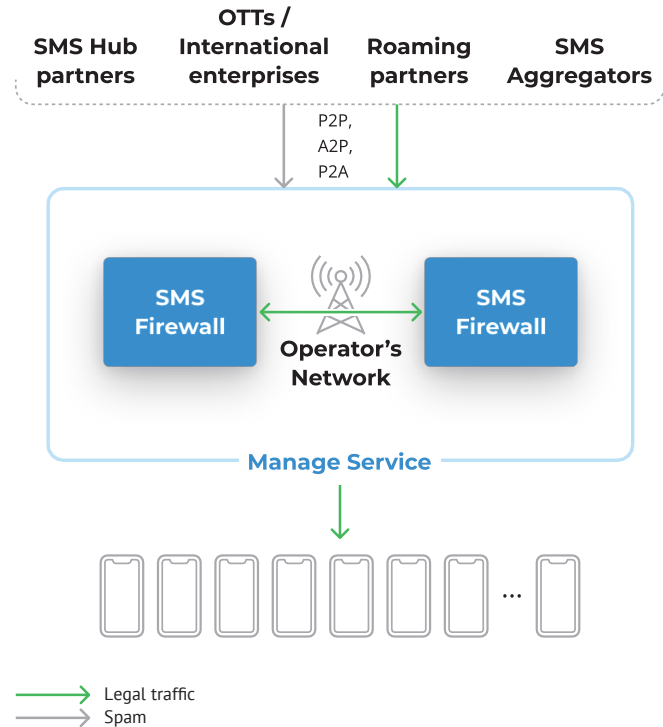 SMS Hub
partners
OTTs /
International
enterprises
Roaming
partners
SMS
Aggregators
P2P,
A2P,
P2A
SMS
Firewall
Operator’s
Network
SMS
Firewall
Manage Service
...
Legal traffic
Spam